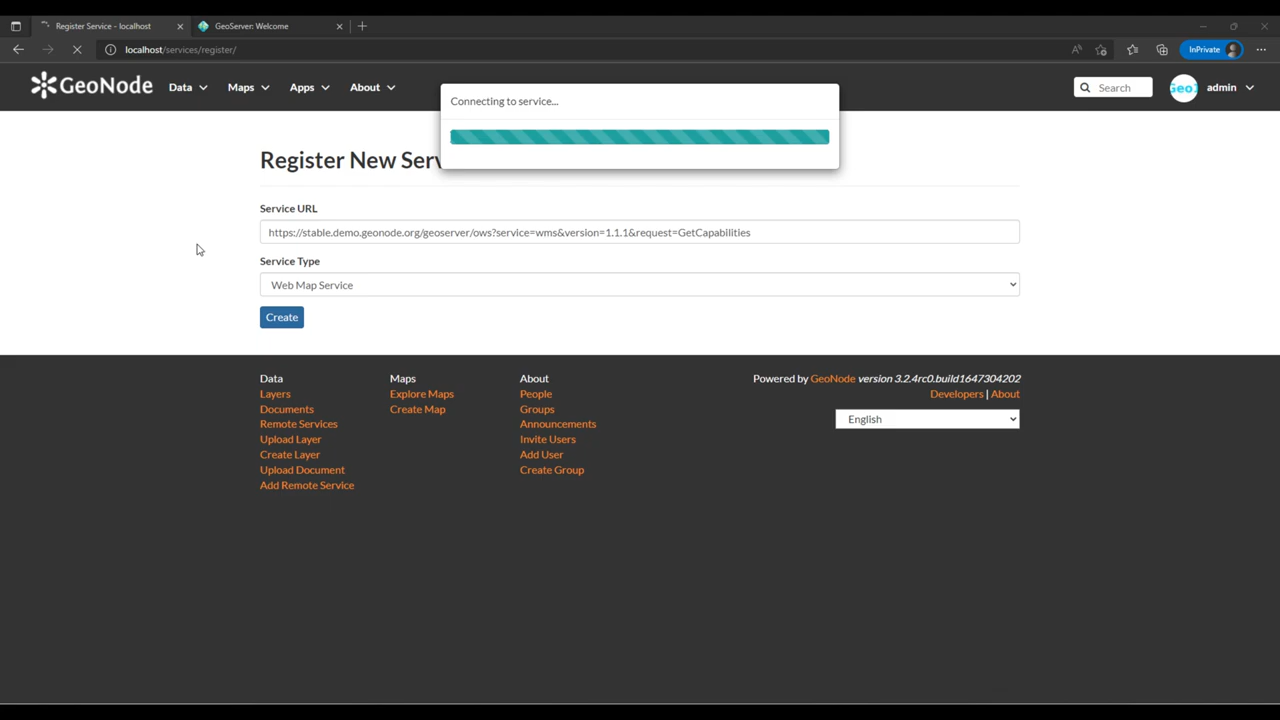 Register Service - localhost
GeoServer: Welcome
localhost/services/register/
InPrivate
GeoNode
Data
Maps
Apps
About
Search
Geo
admin
Connecting to service...
Register New Serv
Service URL
https://stable.demo.geonode.org/geoserver/ows?service=wms&version=1.1.1&request=GetCapabilities
Service Type
Web Map Service
Create
Data
Layers
Documents
Remote Services
Upload Layer
Create Layer
Upload Document
Add Remote Service
Maps
Explore Maps
Create Map
About
People
Groups
Announcements
Invite Users
Add User
Create Group
Powered by GeoNode version 3.2.4rc0.build1647304202
Developers | About
English